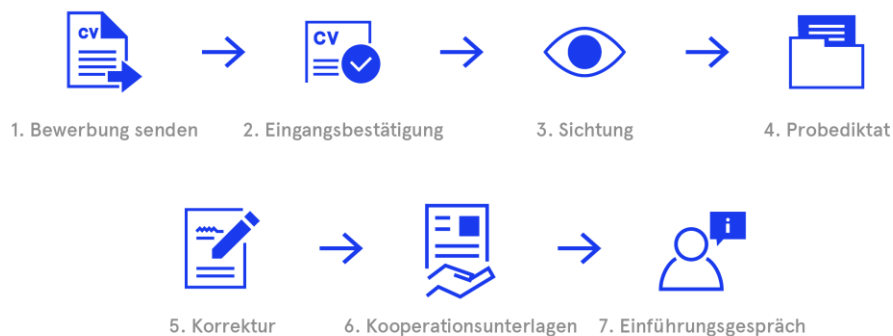 CV
CV
1. Bewerbung senden
2. Eingangsbestätigung
3. Sichtung
4. Probediktat
i
5. Korrektur
6. Kooperationsunterlagen
7. Einführungsgespräch